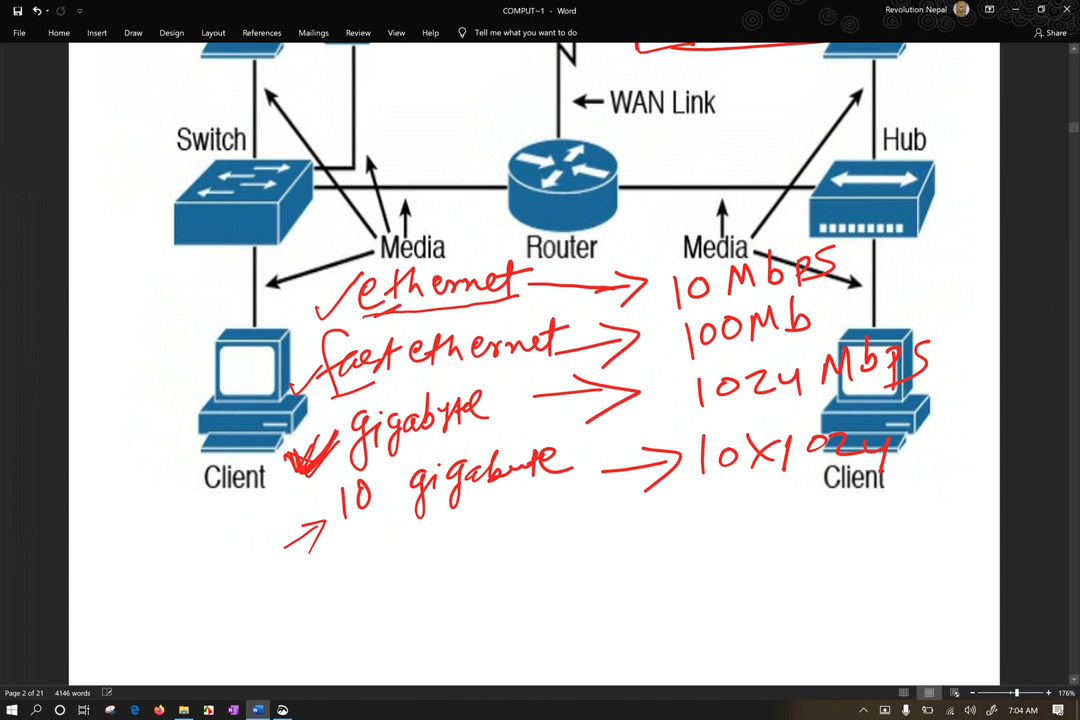 COMPUT~1 - Word
Revolution Nepal
File Home Insert Draw Design Layout References Mailings Review View Help Tell me what you want to do Share
WAN Link
Switch
Hub
Media
Router
Media
ethernet 10 Mbps
fast ethernet 100Mb
gigabyte 1024 Mbps
10 gigabyte 10X1024
Client
Client
Page 2 of 21 4146 words 176%
7:04 AM